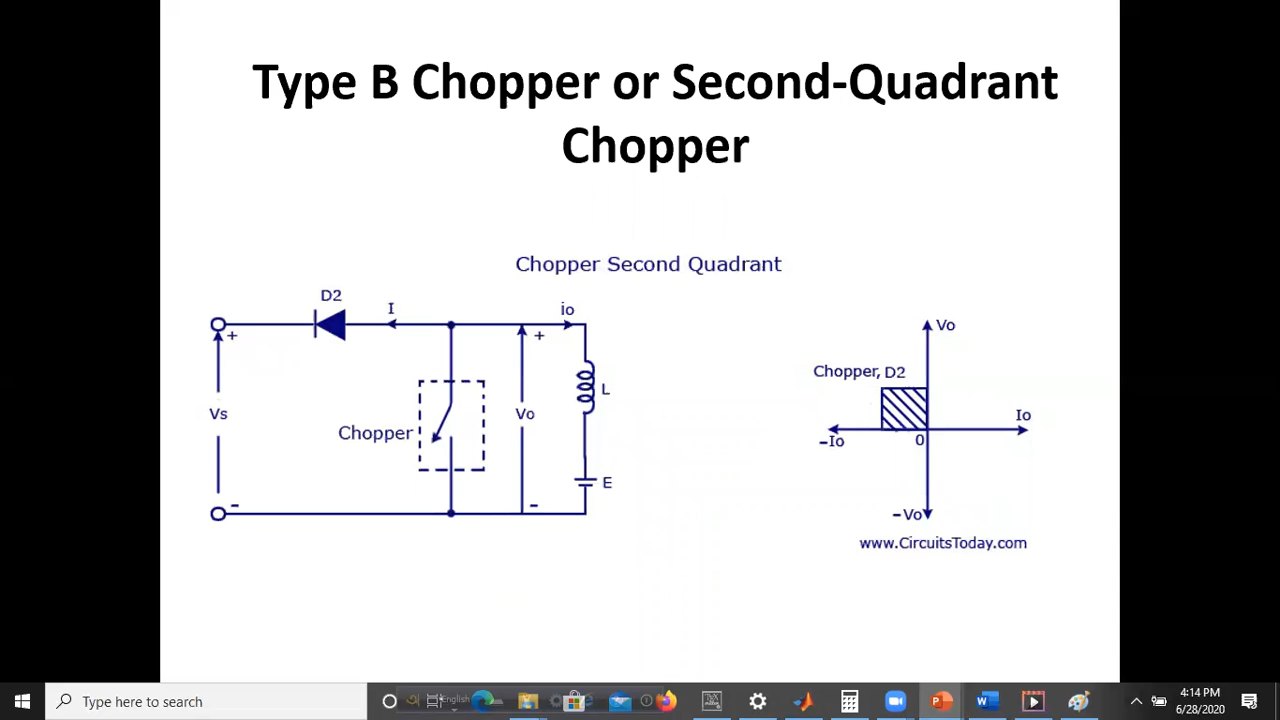 Type B Chopper or Second-Quadrant
Chopper
Chopper Second Quadrant
D2
I
io
+
+
Vs
Chopper
Vo
L
E
-
-
Vo
Chopper, D2
Io
-Io
0
-Vo
www.CircuitsToday.com
Type here to search
English
4:14 PM
6/28/2020